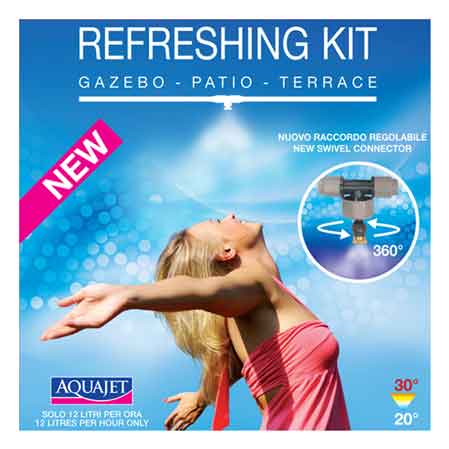 REFRESHING KIT
GAZEBO - PATIO - TERRACE
NUOVO RACCORDO REGOLABILE
NEW SWIVEL CONNECTOR
NEW
360°
AQUAJET
SOLO 12 LITRI PER ORA
12 LITRES PER HOUR ONLY
30°
20°